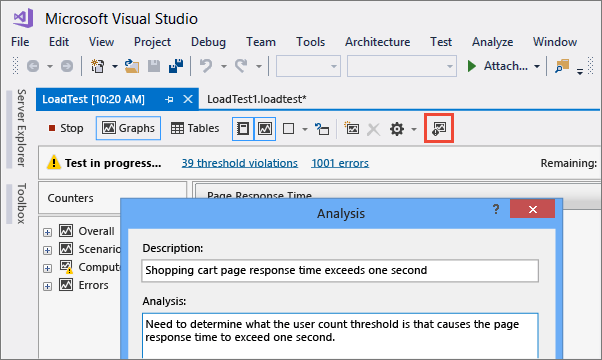 Microsoft Visual Studio
File Edit View Project Debug Team Tools Architecture Test Analyze Window
Attach...
Server Explorer
Toolbox
LoadTest [10:20 AM] LoadTest1.loadtest*
Stop Graphs Tables
Test in progress... 39 threshold violations 1001 errors Remaining:
Counters Page Response Time
Overall
Scenario
Compute
Errors
Analysis ?
Description:
Shopping cart page response time exceeds one second
Analysis:
Need to determine what the user count threshold is that causes the page
response time to exceed one second.